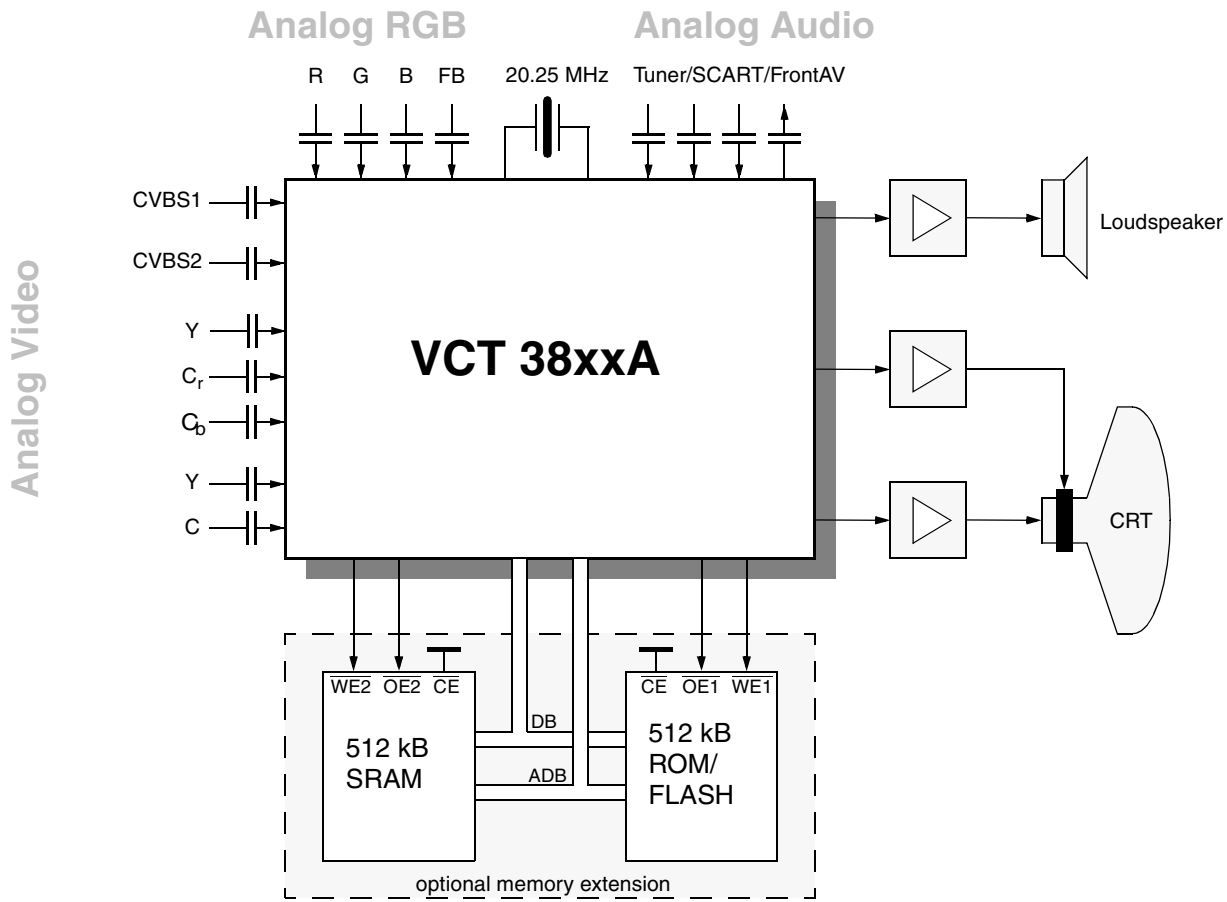 Analog RGB
Analog Audio
R G B FB 20.25 MHz Tuner/SCART/FrontAV
Analog Video
CVBS1
CVBS2
Y
Cr
Cb
Y
C
VCT 38xxA
Loudspeaker
CRT
WE2 OE2 CE
CE OE1 WE1
512 kB
SRAM
DB
ADB
512 kB
ROM/
FLASH
optional memory extension